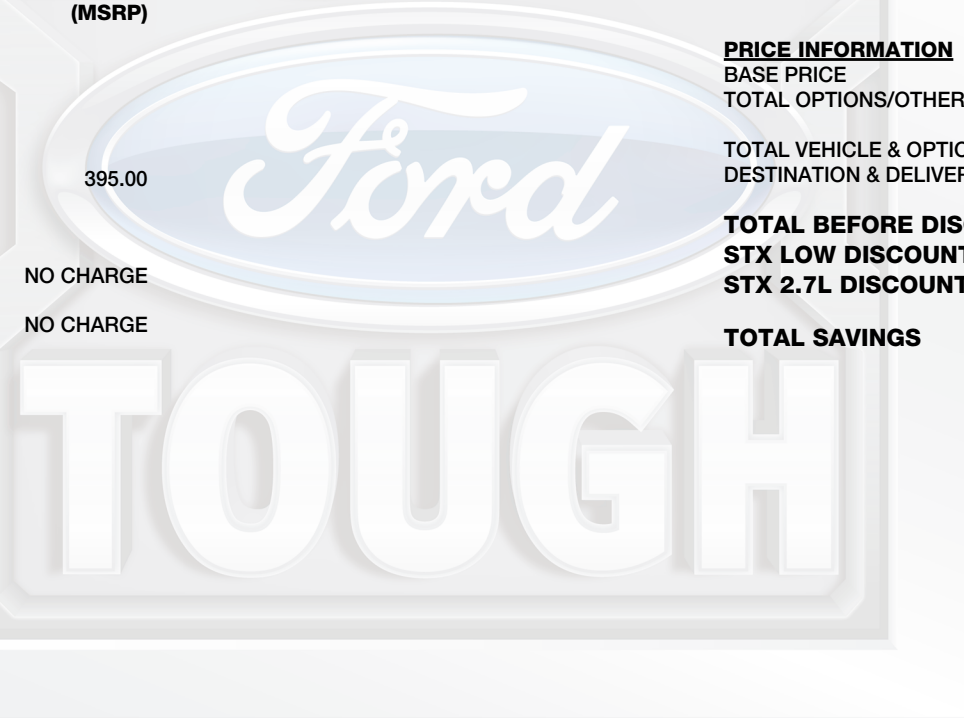 (MSRP)
395.00
NO CHARGE
NO CHARGE
Ford
TOUGH
PRICE INFORMATION
BASE PRICE
TOTAL OPTIONS/OTHER
TOTAL VEHICLE & OPTIO
DESTINATION & DELIVER
TOTAL BEFORE DIS
STX LOW DISCOUNT
STX 2.7L DISCOUNT
TOTAL SAVINGS